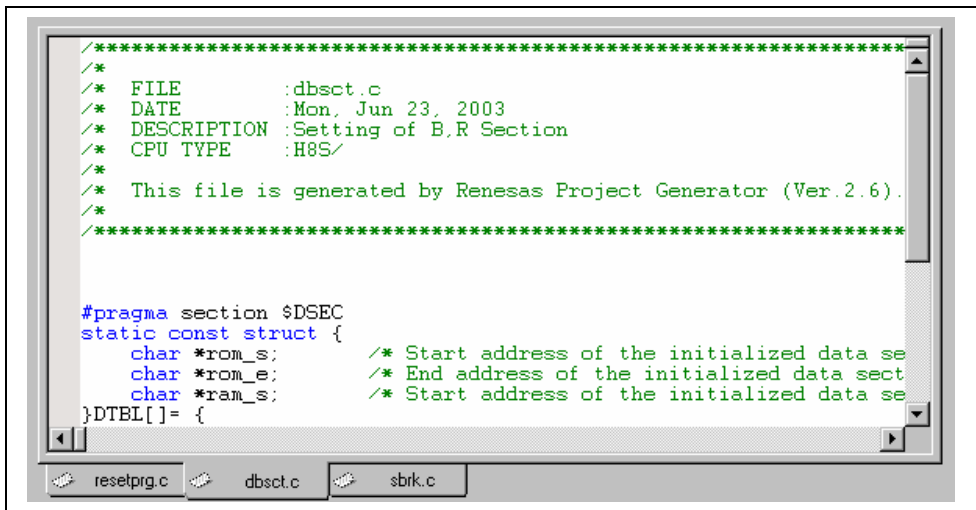 /*****************************************************************
/*
/*  FILE        :dbsct.c
/*  DATE        :Mon, Jun 23, 2003
/*  DESCRIPTION :Setting of B,R Section
/*  CPU TYPE    :H8S/
/*
/*  This file is generated by Renesas Project Generator (Ver.2.6).
/*
/*****************************************************************
#pragma section $DSEC
static const struct {
    char *rom_s;       /* Start address of the initialized data se
    char *rom_e;       /* End address of the initialized data sect
    char *ram_s;       /* Start address of the initialized data se
}DTBL[]= {
resetprg.c dbsct.c sbrk.c